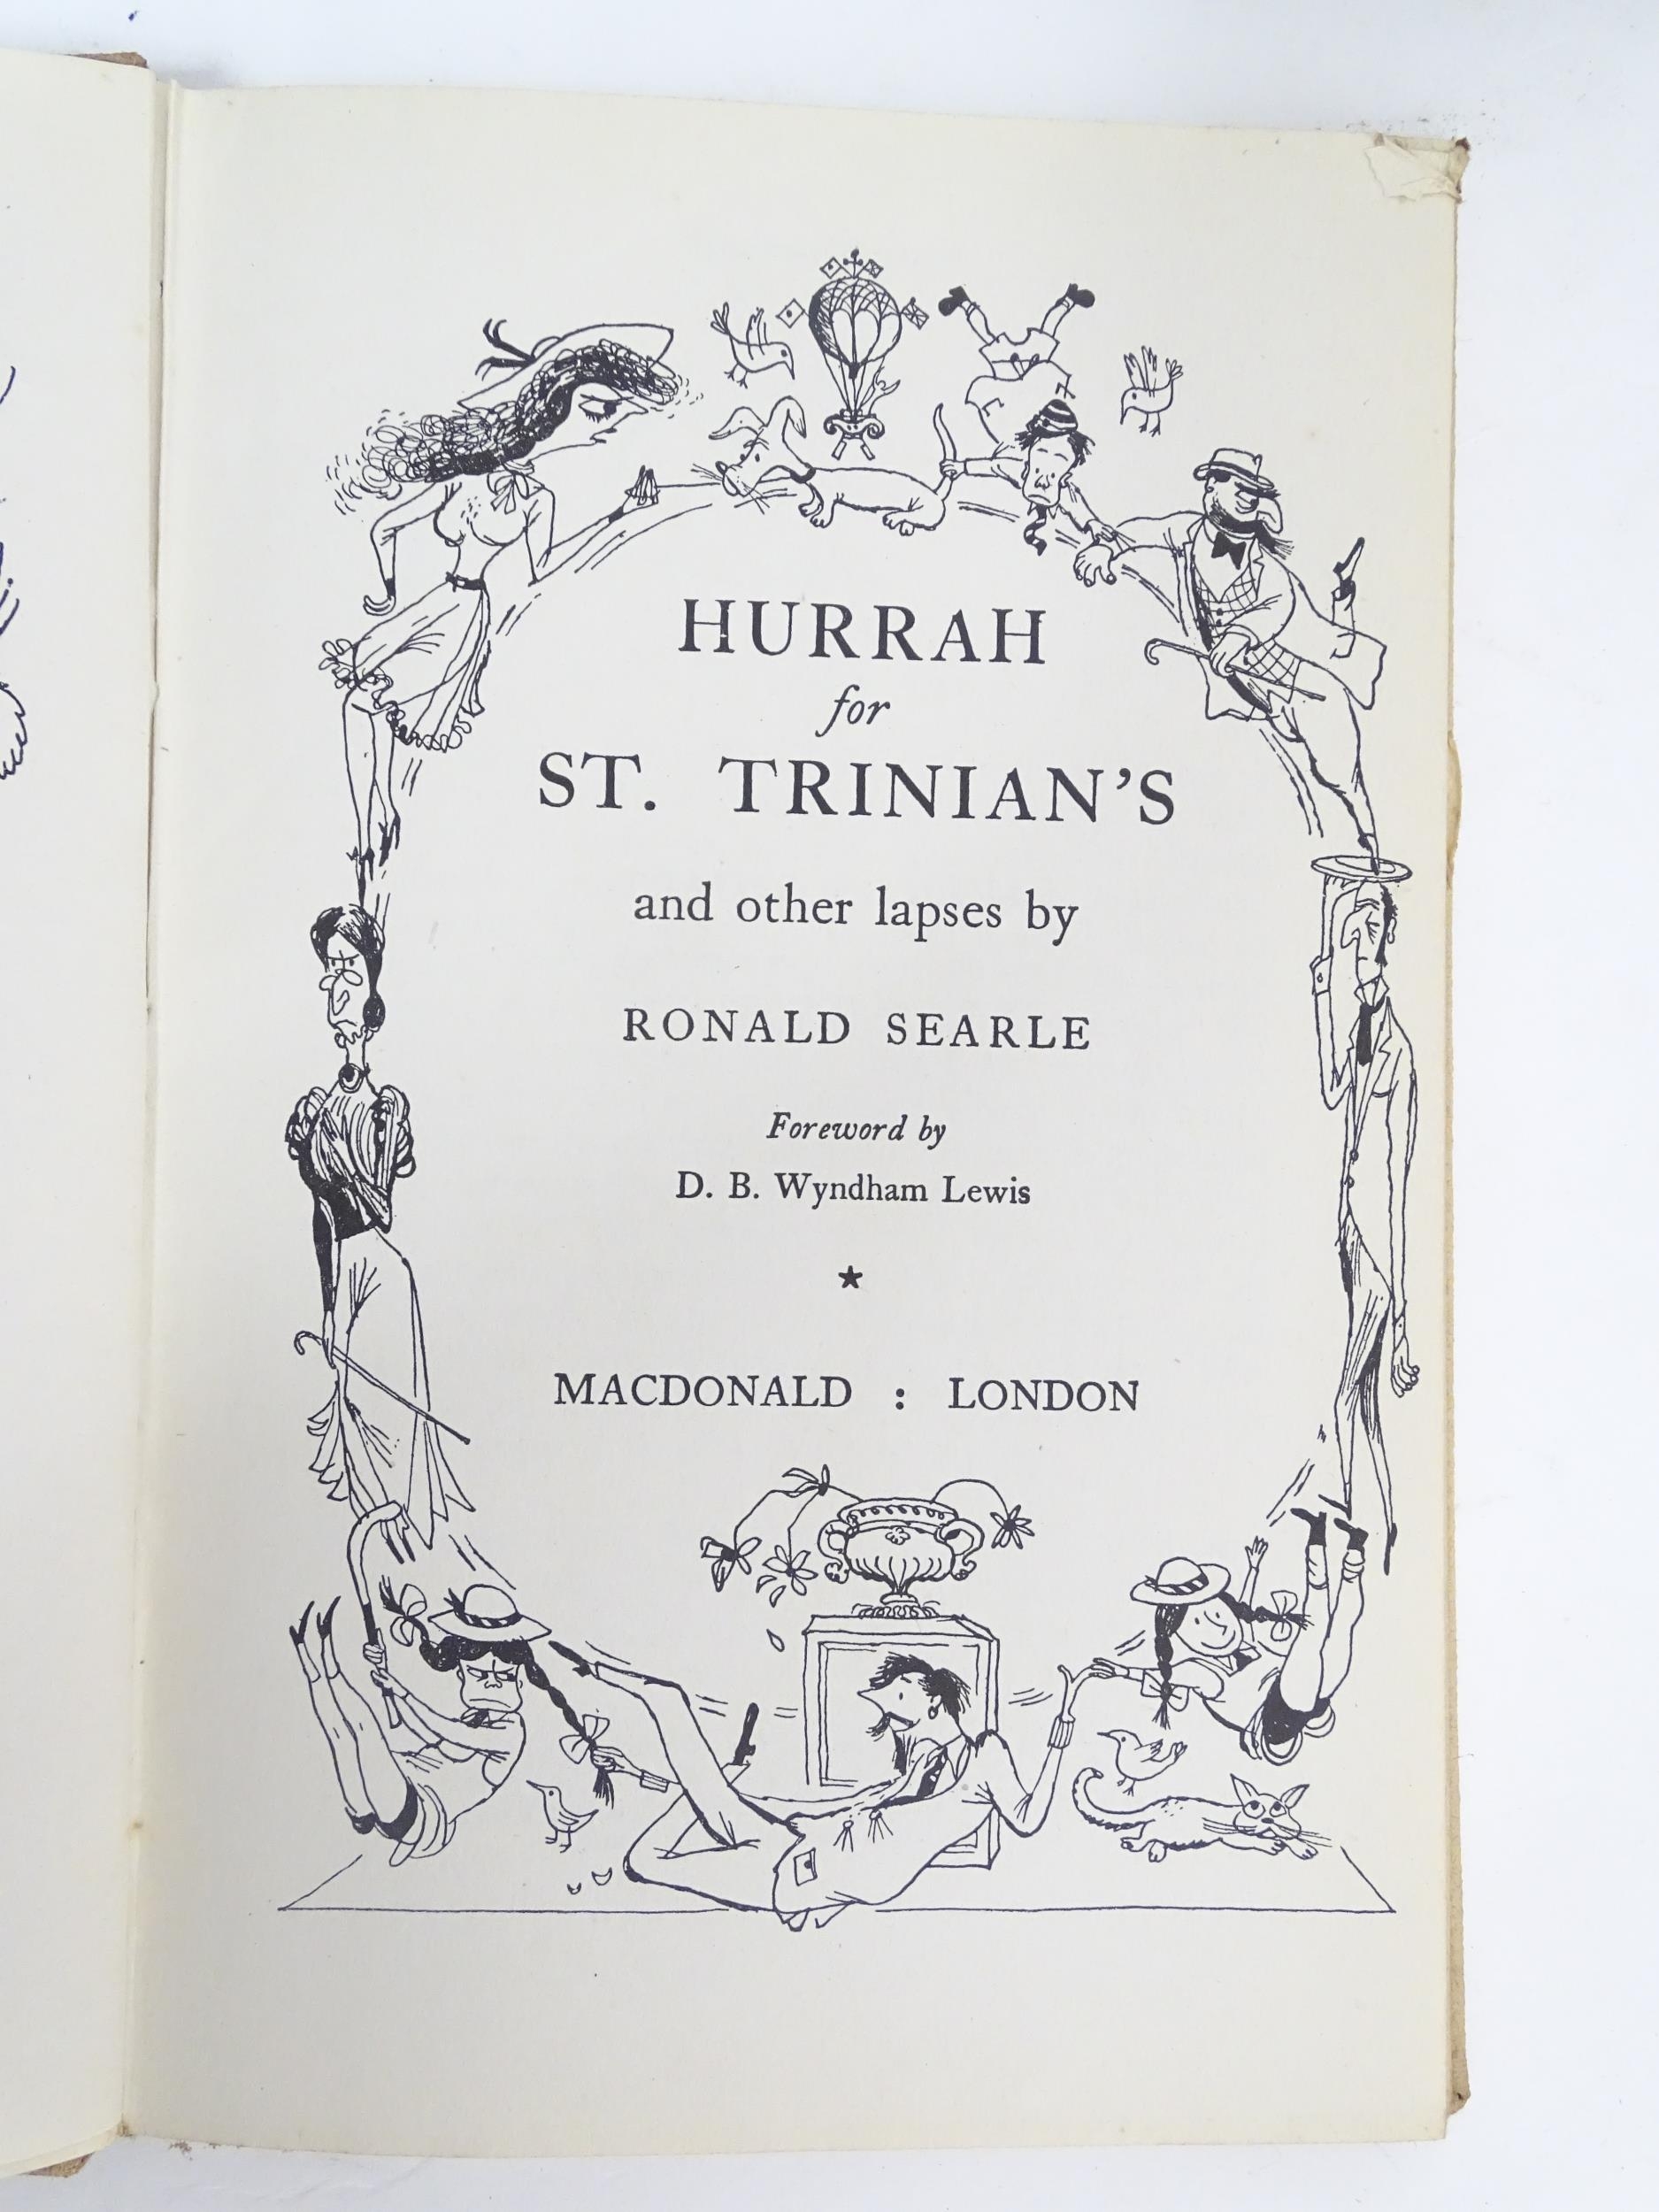 HURRAH
for
ST. TRINIAN'S
and other lapses by
RONALD SEARLE
Foreword by
D. B. Wyndham Lewis
★
MACDONALD : LONDON